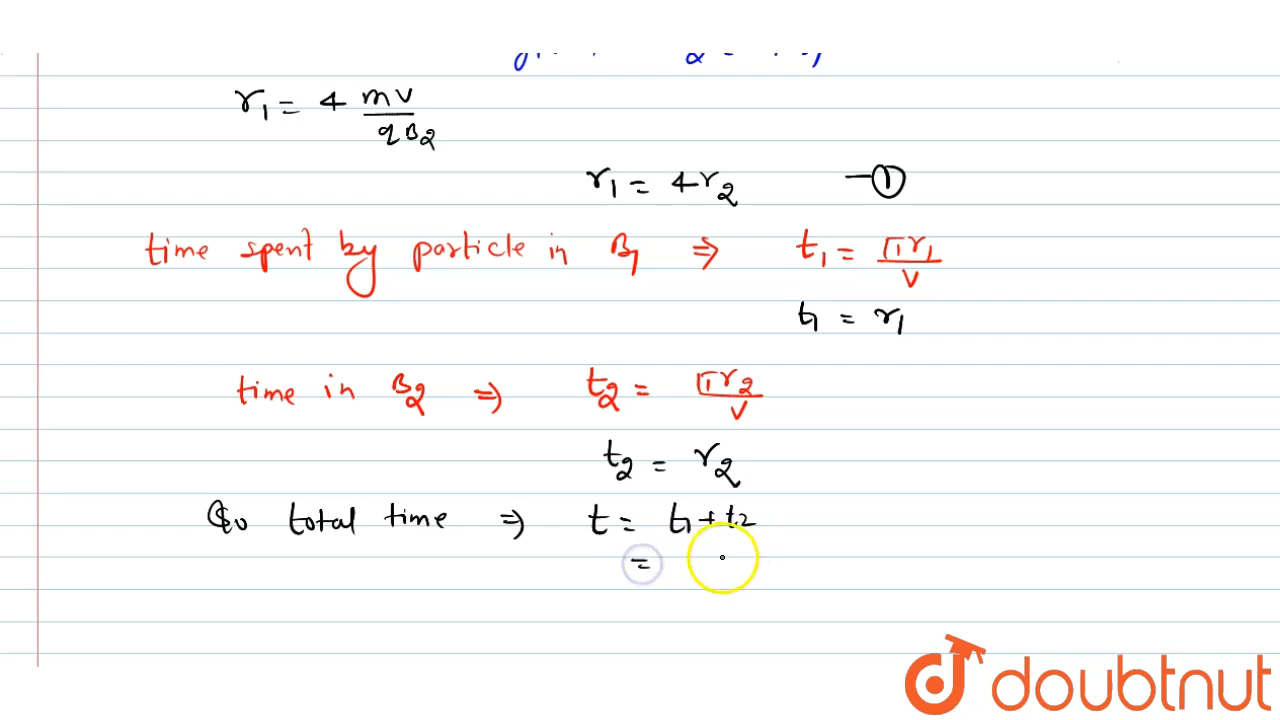 r₁ = 4 mv/qB₂
r₁ = 4r₂ —①
time spent by particle in B₁ ⇒ t₁ = πr₁/v
t₁ = r₁
time in B₂ ⇒ t₂ = πr₂/v
t₂ = r₂
So total time ⇒ t = t₁ + t₂
=
doubtnut